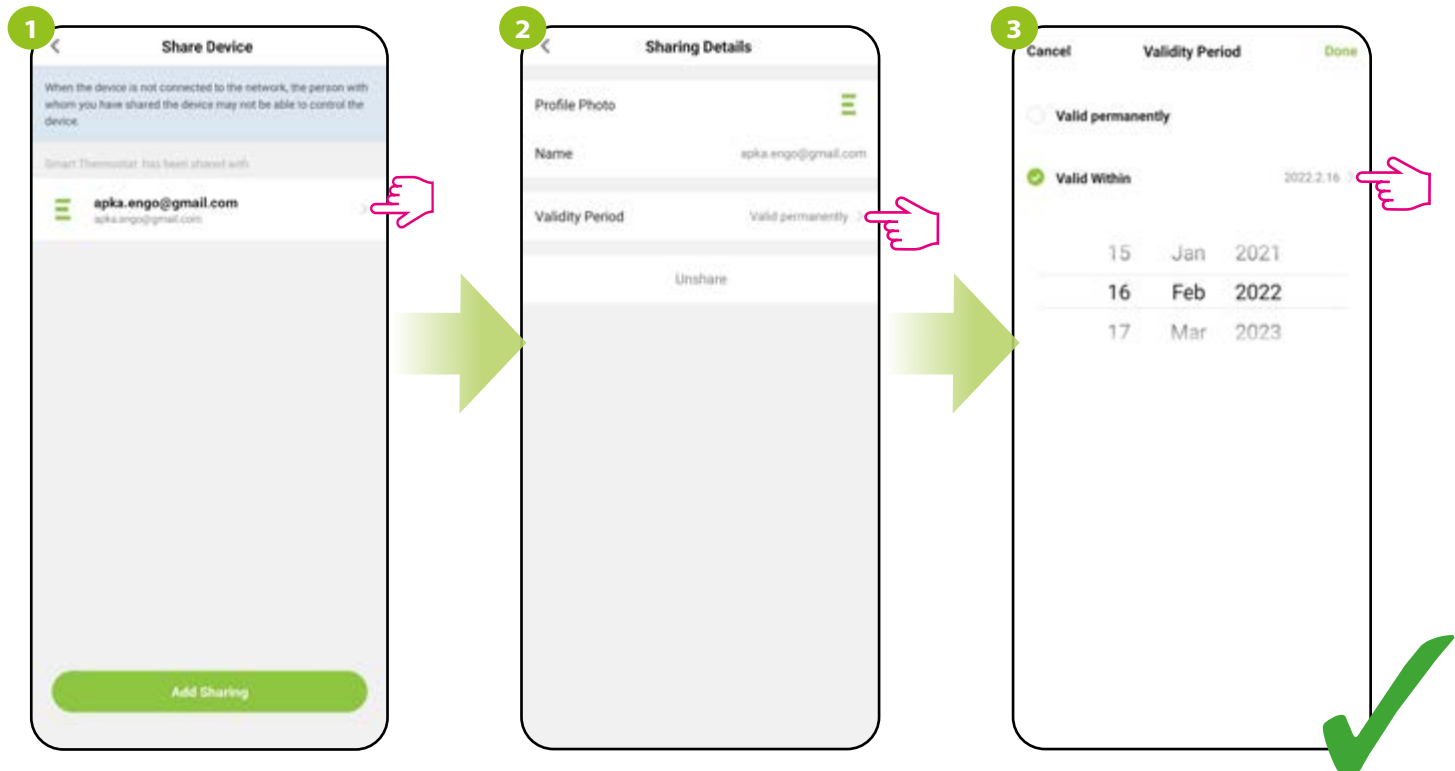 1
Share Device
When the device is not connected to the network, the person with
whom you have shared the device may not be able to control the
device.
Smart Thermostat has been shared with
apka.engo@gmail.com
apka.engo@gmail.com
Add Sharing
2
Sharing Details
Profile Photo
Name apka.engo@gmail.com
Validity Period Valid permanently
Unshare
3
Cancel Validity Period Done
Valid permanently
Valid Within 2022.2.16
15 Jan 2021
16 Feb 2022
17 Mar 2023